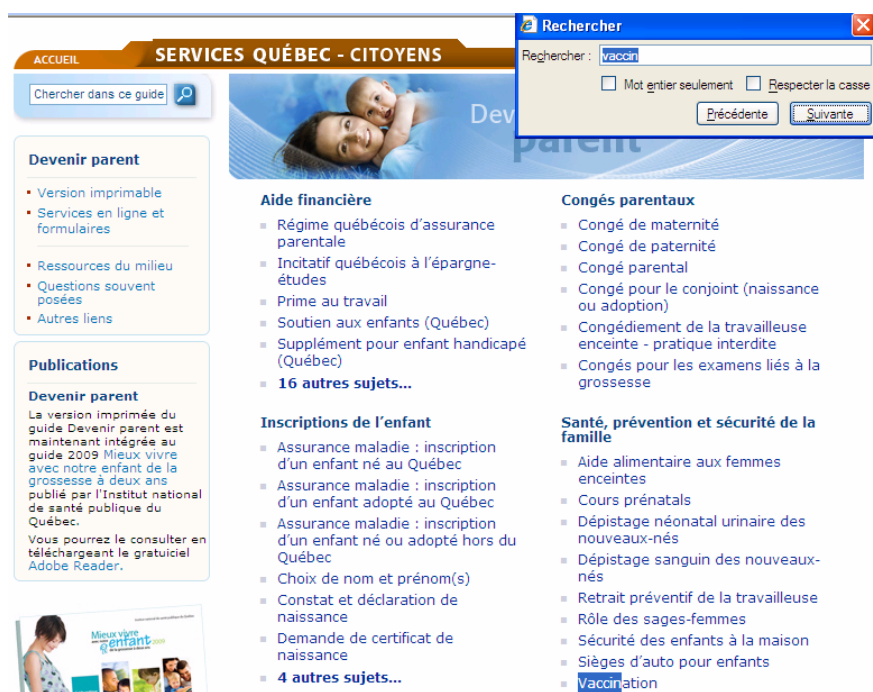 ACCUEIL
SERVICES QUÉBEC - CITOYENS
Rechercher
Rechercher :
vaccin
Mot entier seulement
Respecter la casse
Précédente
Suivante
Chercher dans ce guide
Dev
parent
Devenir parent
Version imprimable
Services en ligne et
formulaires
Ressources du milieu
Questions souvent
posées
Autres liens
Publications
Devenir parent
La version imprimée du
guide Devenir parent est
maintenant intégrée au
guide 2009 Mieux vivre
avec notre enfant de la
grossesse à deux ans
publié par l'Institut national
de santé publique du
Québec.
Vous pourrez le consulter en
téléchargeant le gratuiciel
Adobe Reader.
Mieux vivre
enfant
Aide financière
Régime québécois d'assurance
parentale
Incitatif québécois à l'épargne-
études
Prime au travail
Soutien aux enfants (Québec)
Supplément pour enfant handicapé
(Québec)
16 autres sujets...
Congés parentaux
Congé de maternité
Congé de paternité
Congé parental
Congé pour le conjoint (naissance
ou adoption)
Congédiement de la travailleuse
enceinte - pratique interdite
Congés pour les examens liés à la
grossesse
Inscriptions de l'enfant
Assurance maladie : inscription
d'un enfant né au Québec
Assurance maladie : inscription
d'un enfant adopté au Québec
Assurance maladie : inscription
d'un enfant né ou adopté hors du
Québec
Choix de nom et prénom(s)
Constat et déclaration de
naissance
Demande de certificat de
naissance
4 autres sujets...
Santé, prévention et sécurité de la
famille
Aide alimentaire aux femmes
enceintes
Cours prénatals
Dépistage néonatal urinaire des
nouveaux-nés
Dépistage sanguin des nouveaux-
nés
Retrait préventif de la travailleuse
Rôle des sages-femmes
Sécurité des enfants à la maison
Sièges d'auto pour enfants
Vaccination